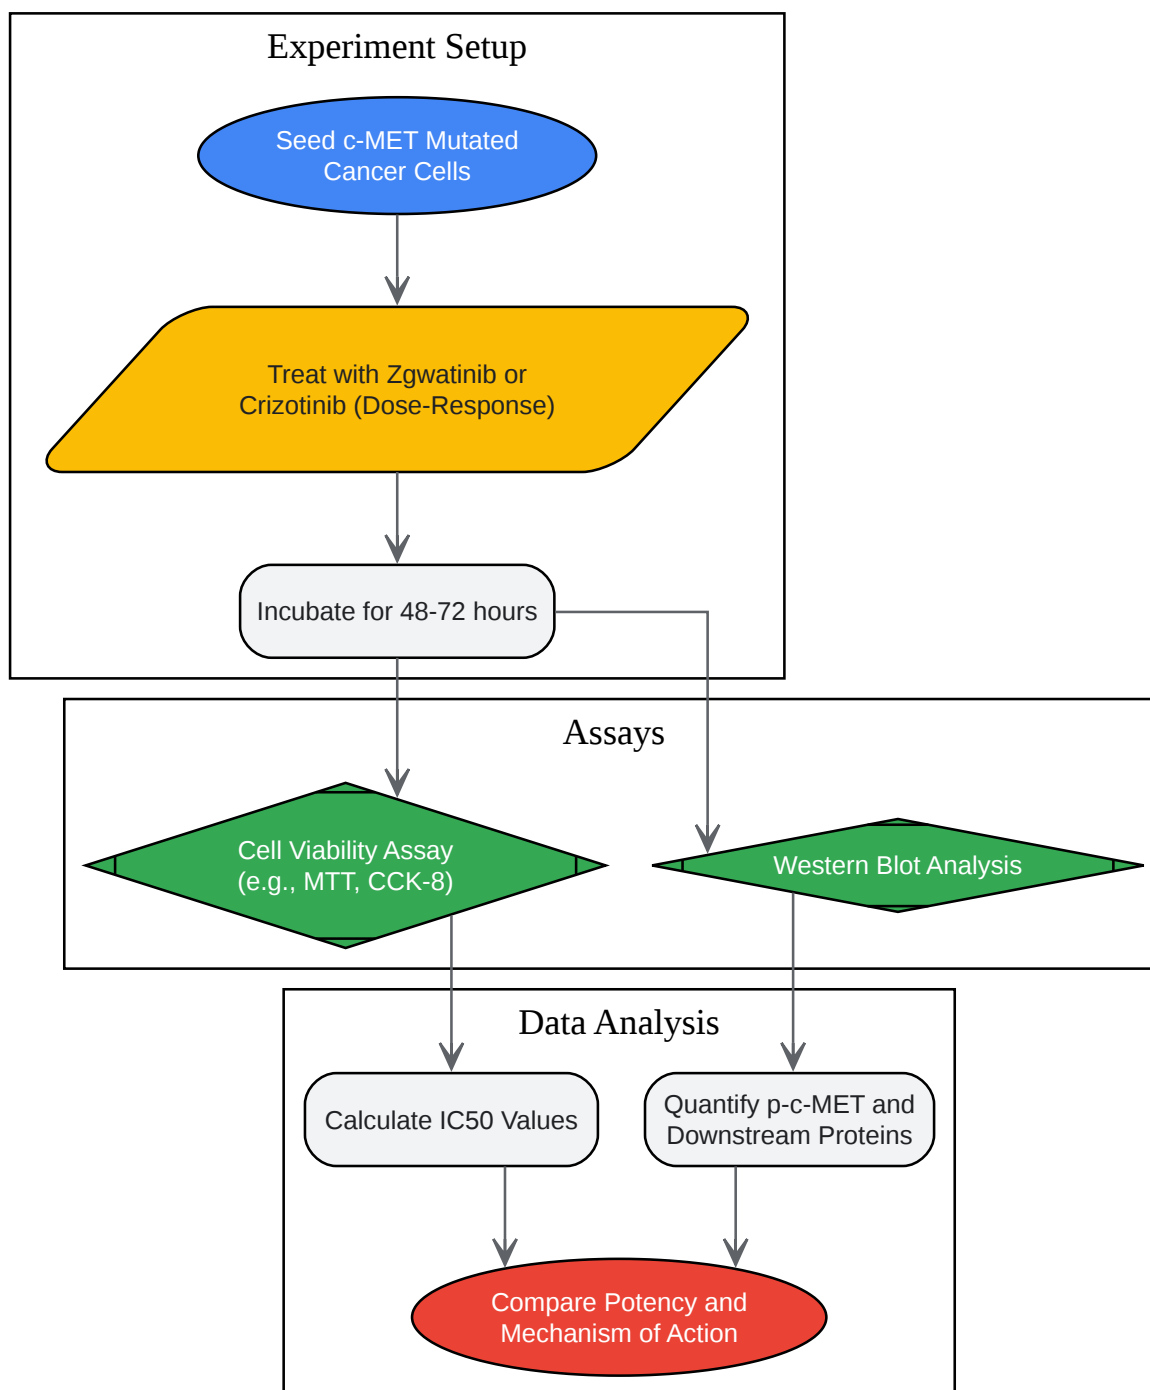 Experiment Setup
Seed c-MET Mutated
Cancer Cells
Treat with Zgwatinib or
Crizotinib (Dose-Response)
Incubate for 48-72 hours
Assays
Cell Viability Assay
(e.g., MTT, CCK-8)
Western Blot Analysis
Data Analysis
Calculate IC50 Values
Quantify p-c-MET and
Downstream Proteins
Compare Potency and
Mechanism of Action